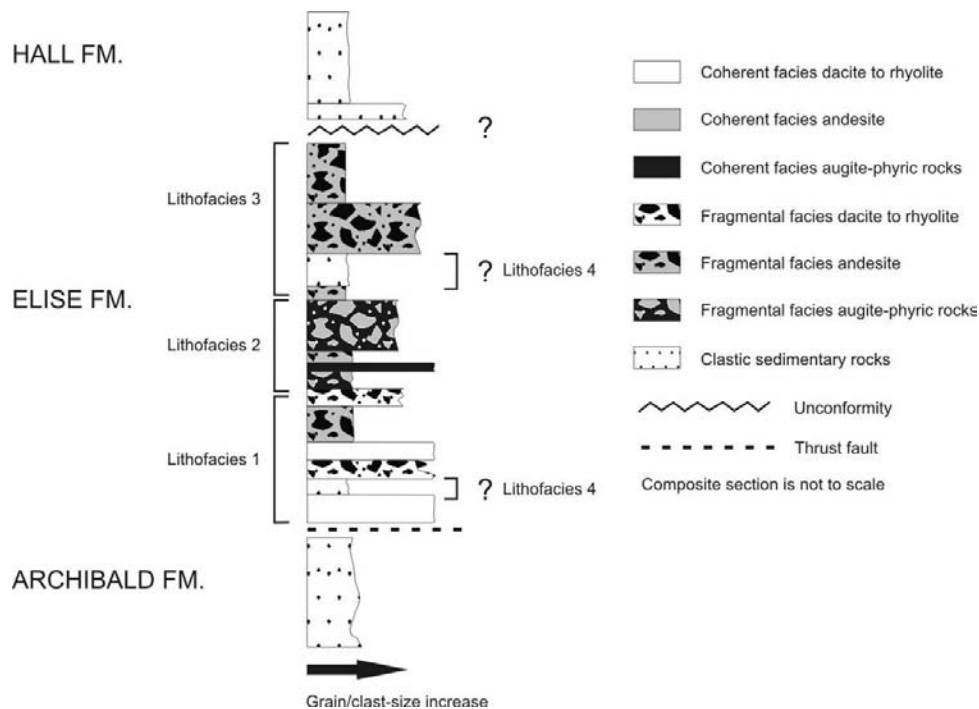 HALL FM.
?
Lithofacies 3
? Lithofacies 4
ELISE FM.
Lithofacies 2
Lithofacies 1
? Lithofacies 4
ARCHIBALD FM.
Grain/clast-size increase
Coherent facies dacite to rhyolite
Coherent facies andesite
Coherent facies augite-phyric rocks
Fragmental facies dacite to rhyolite
Fragmental facies andesite
Fragmental facies augite-phyric rocks
Clastic sedimentary rocks
Unconformity
Thrust fault
Composite section is not to scale